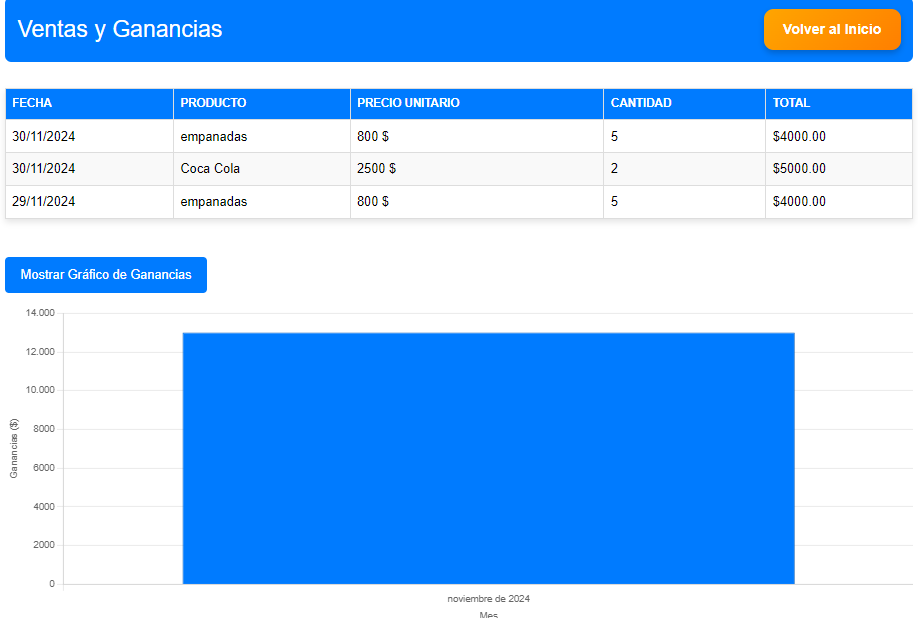 Ventas y Ganancias
Volver al Inicio
FECHA PRODUCTO PRECIO UNITARIO CANTIDAD TOTAL
30/11/2024 empanadas 800 $ 5 $4000.00
30/11/2024 Coca Cola 2500 $ 2 $5000.00
29/11/2024 empanadas 800 $ 5 $4000.00
Mostrar Gráfico de Ganancias
14.000
12.000
10.000
8000
6000
4000
2000
0
Ganancias ($)
noviembre de 2024
Mes